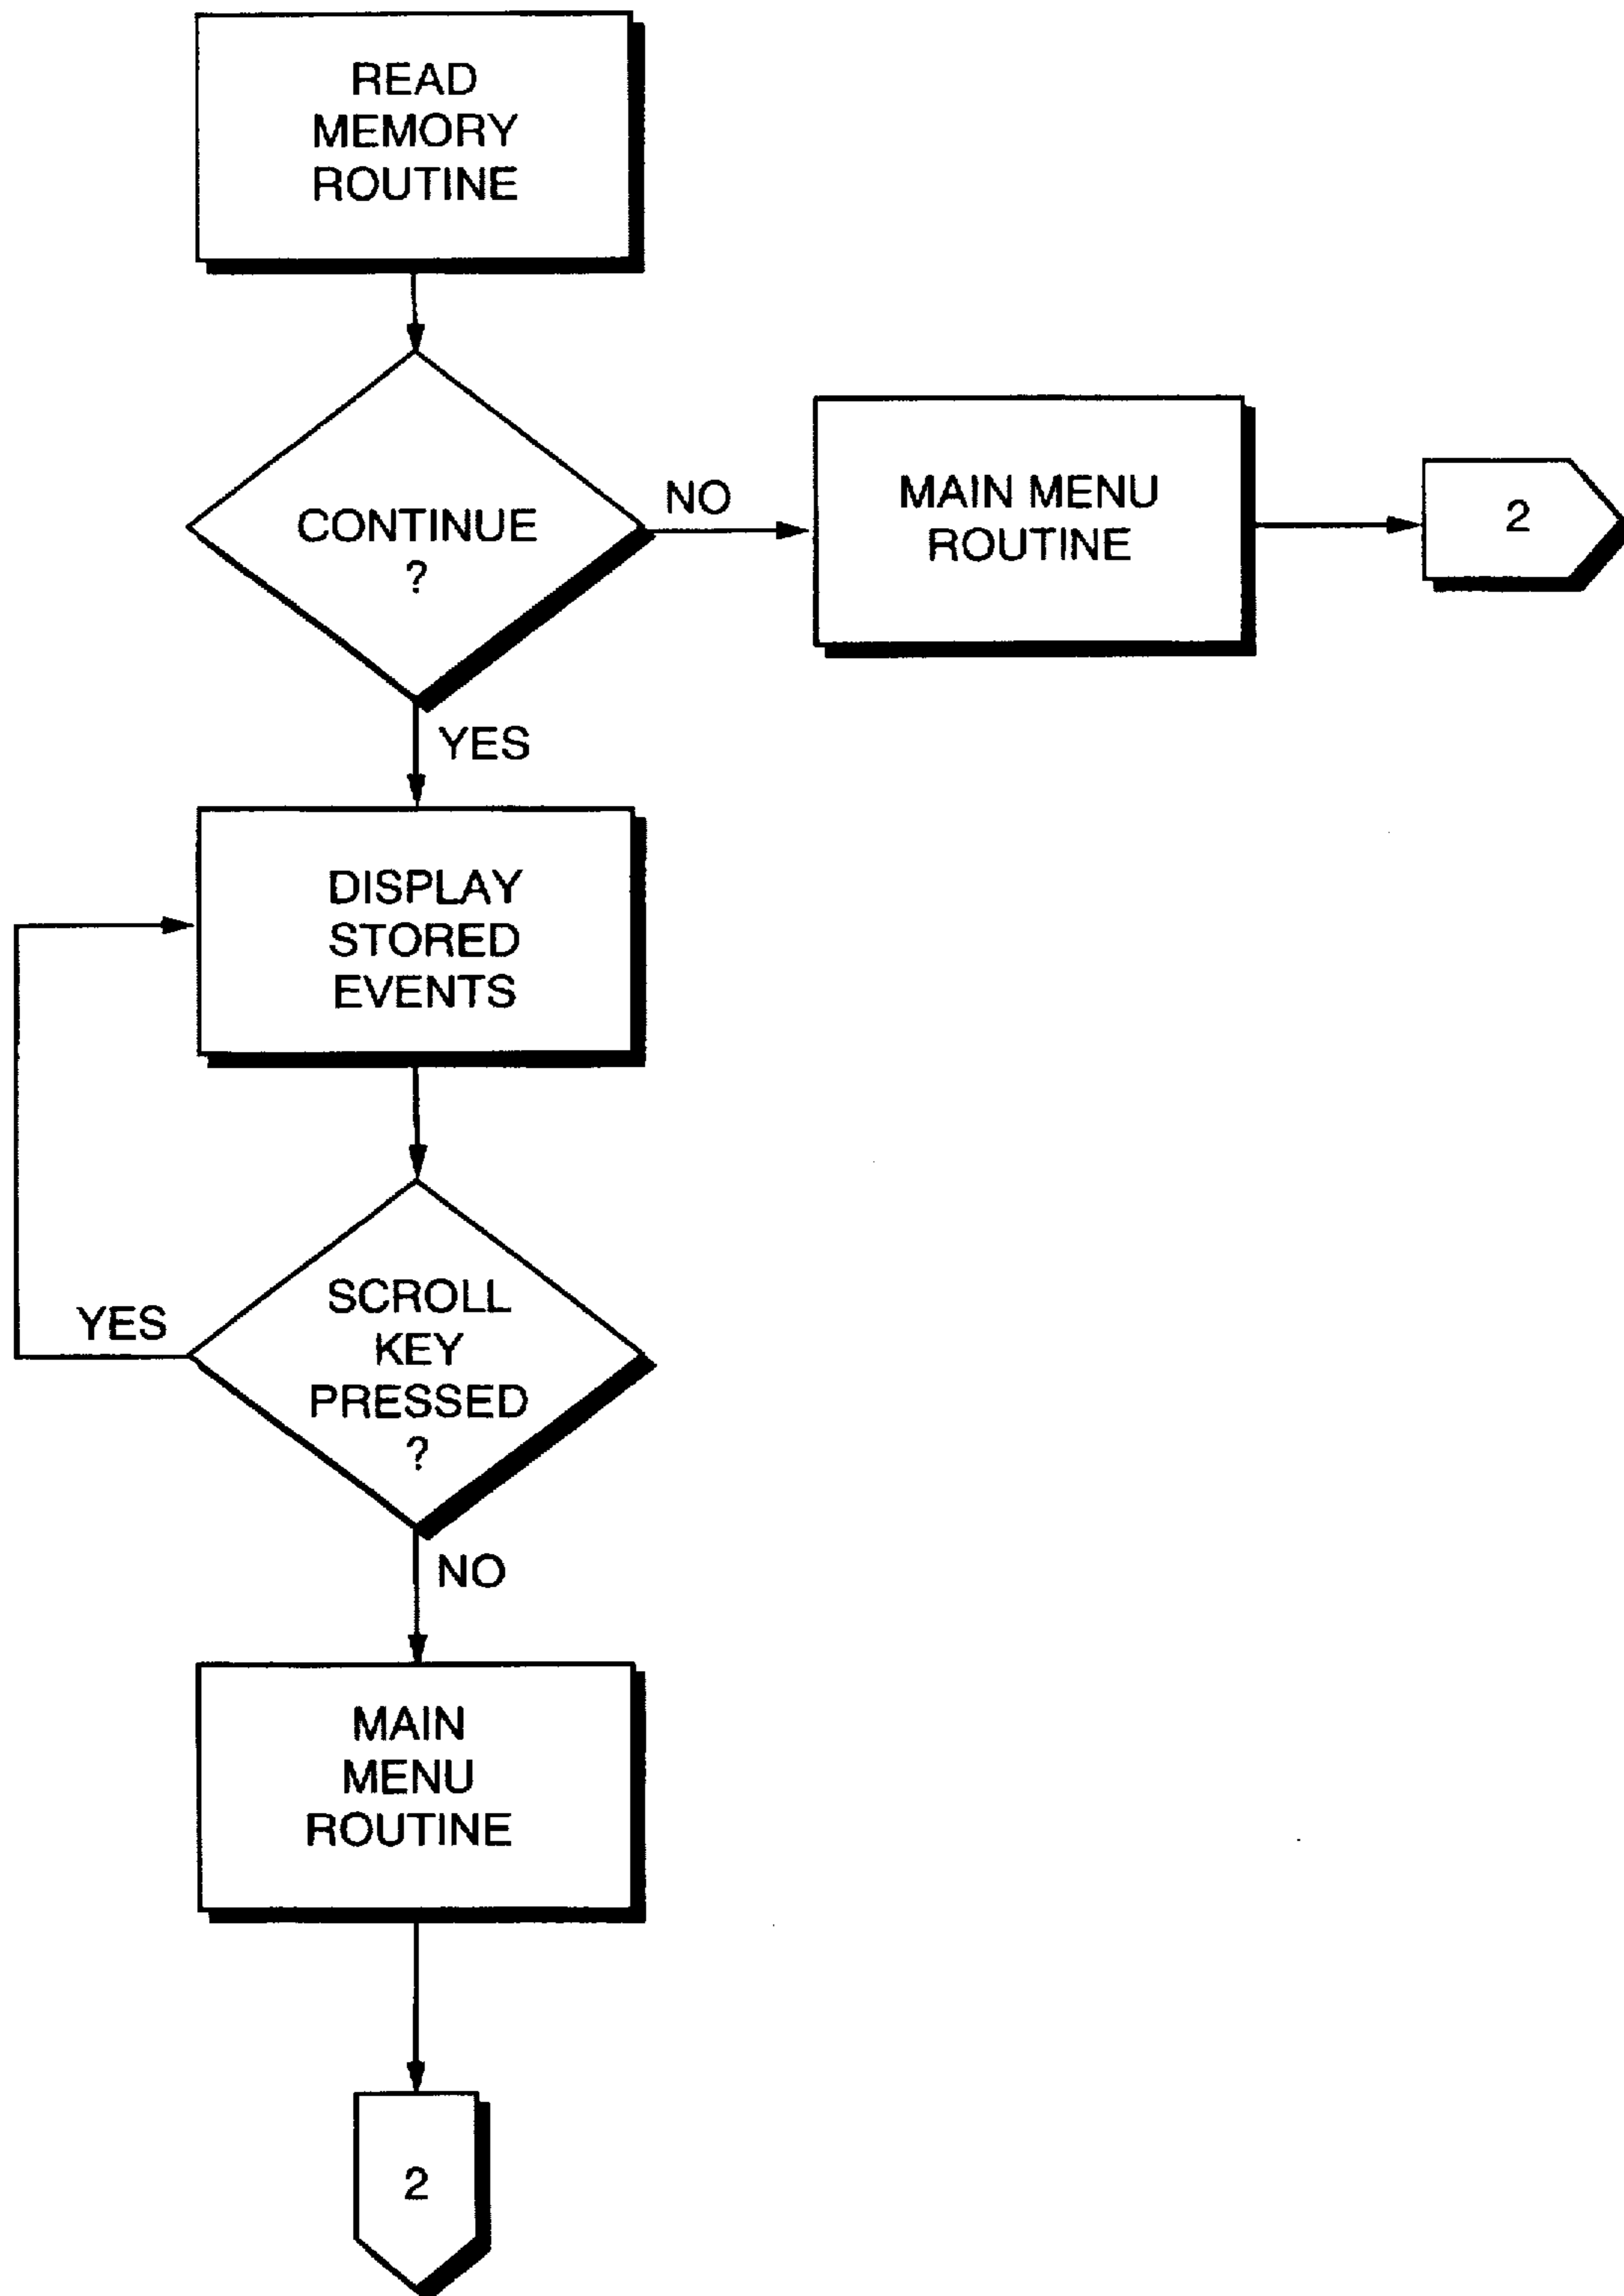 READ
MEMORY
ROUTINE
CONTINUE
?
NO
MAIN MENU
ROUTINE
2
YES
DISPLAY
STORED
EVENTS
YES
SCROLL
KEY
PRESSED
?
NO
MAIN
MENU
ROUTINE
2